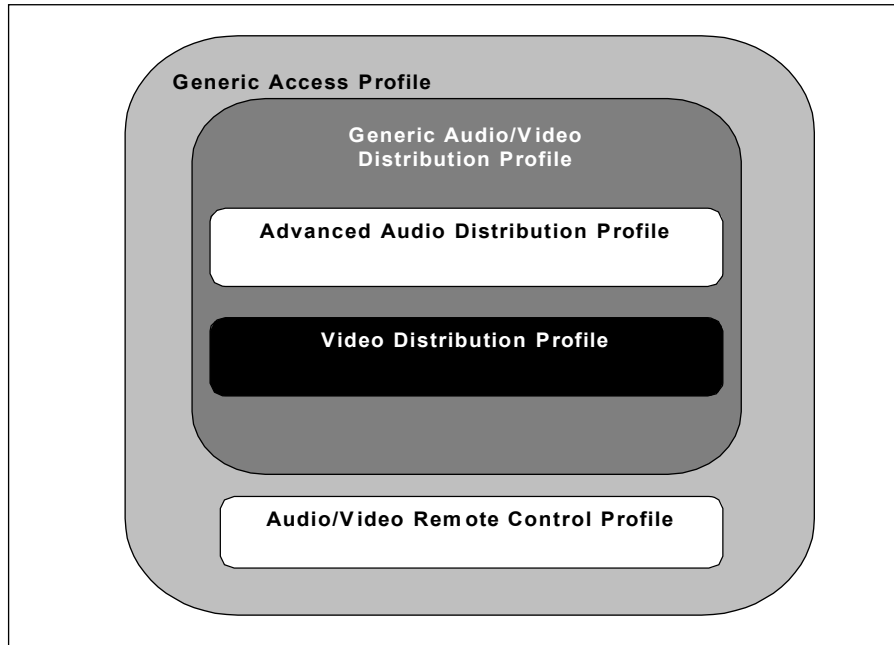 Generic Access Profile
Generic Audio/Video
Distribution Profile
Advanced Audio Distribution Profile
Video Distribution Profile
Audio/Video Remote Control Profile